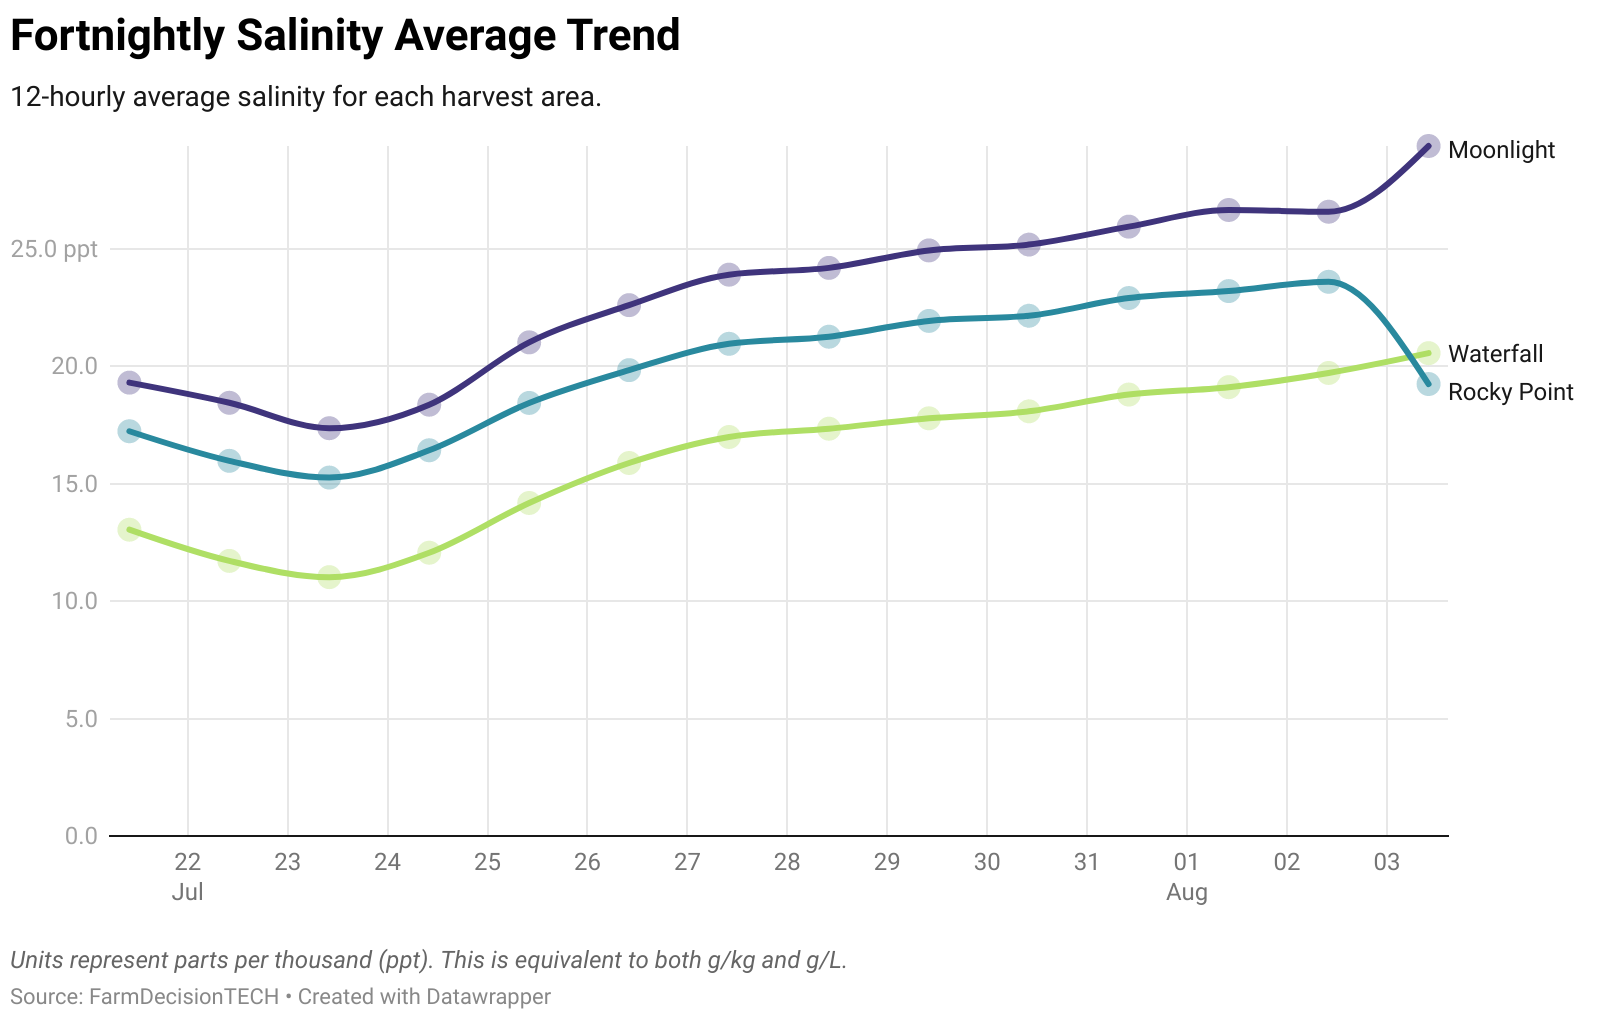 Fortnightly Salinity Average Trend
12-hourly average salinity for each harvest area.
Moonlight
25.0 ppt
Waterfall
20.0
Rocky Point
15.0
10.0
5.0
0.0
22 23 24 25 26 27 28 29 30 31 01 02 03
Jul Aug
Units represent parts per thousand (ppt). This is equivalent to both g/kg and g/L.
Source: FarmDecisionTECH • Created with Datawrapper